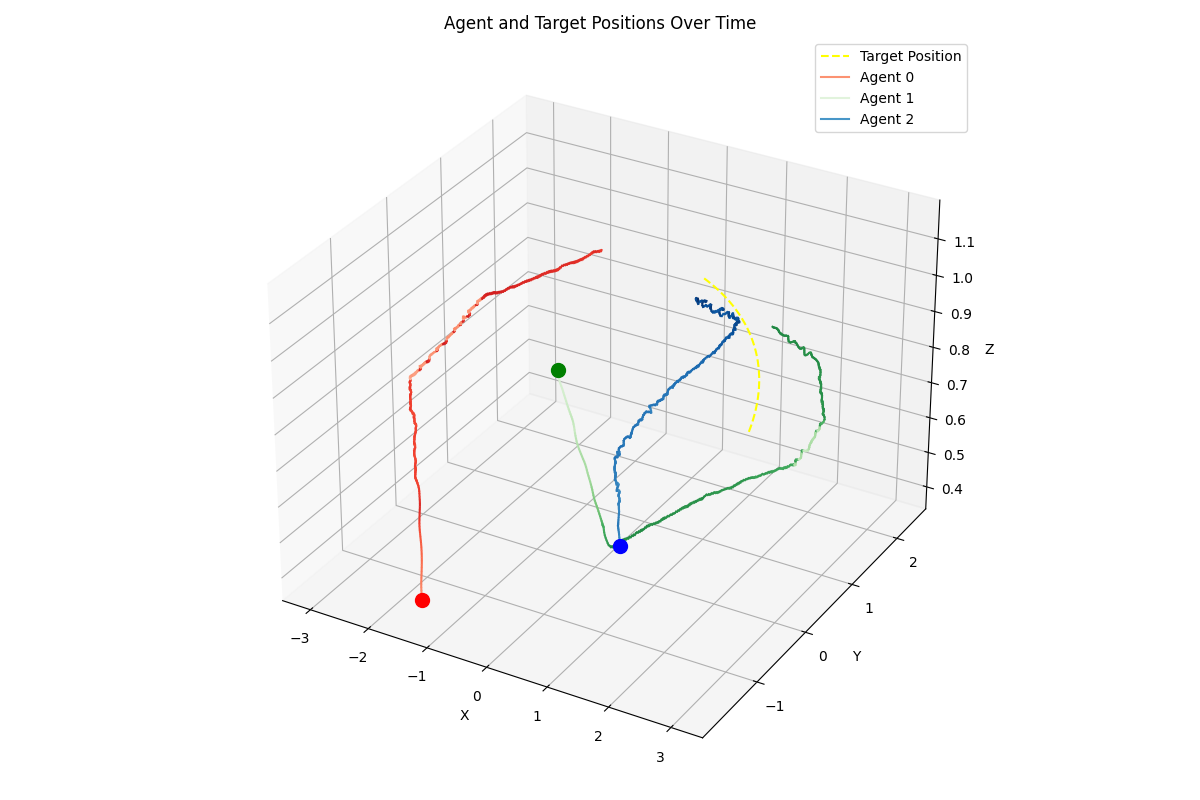 Agent and Target Positions Over Time
Target Position
Agent 0
Agent 1
Agent 2
1.1
1.0
0.9
0.8
Z
0.7
0.6
0.5
0.4
2
1
0
Y
−1
−3
−2
−1
0
X
1
2
3